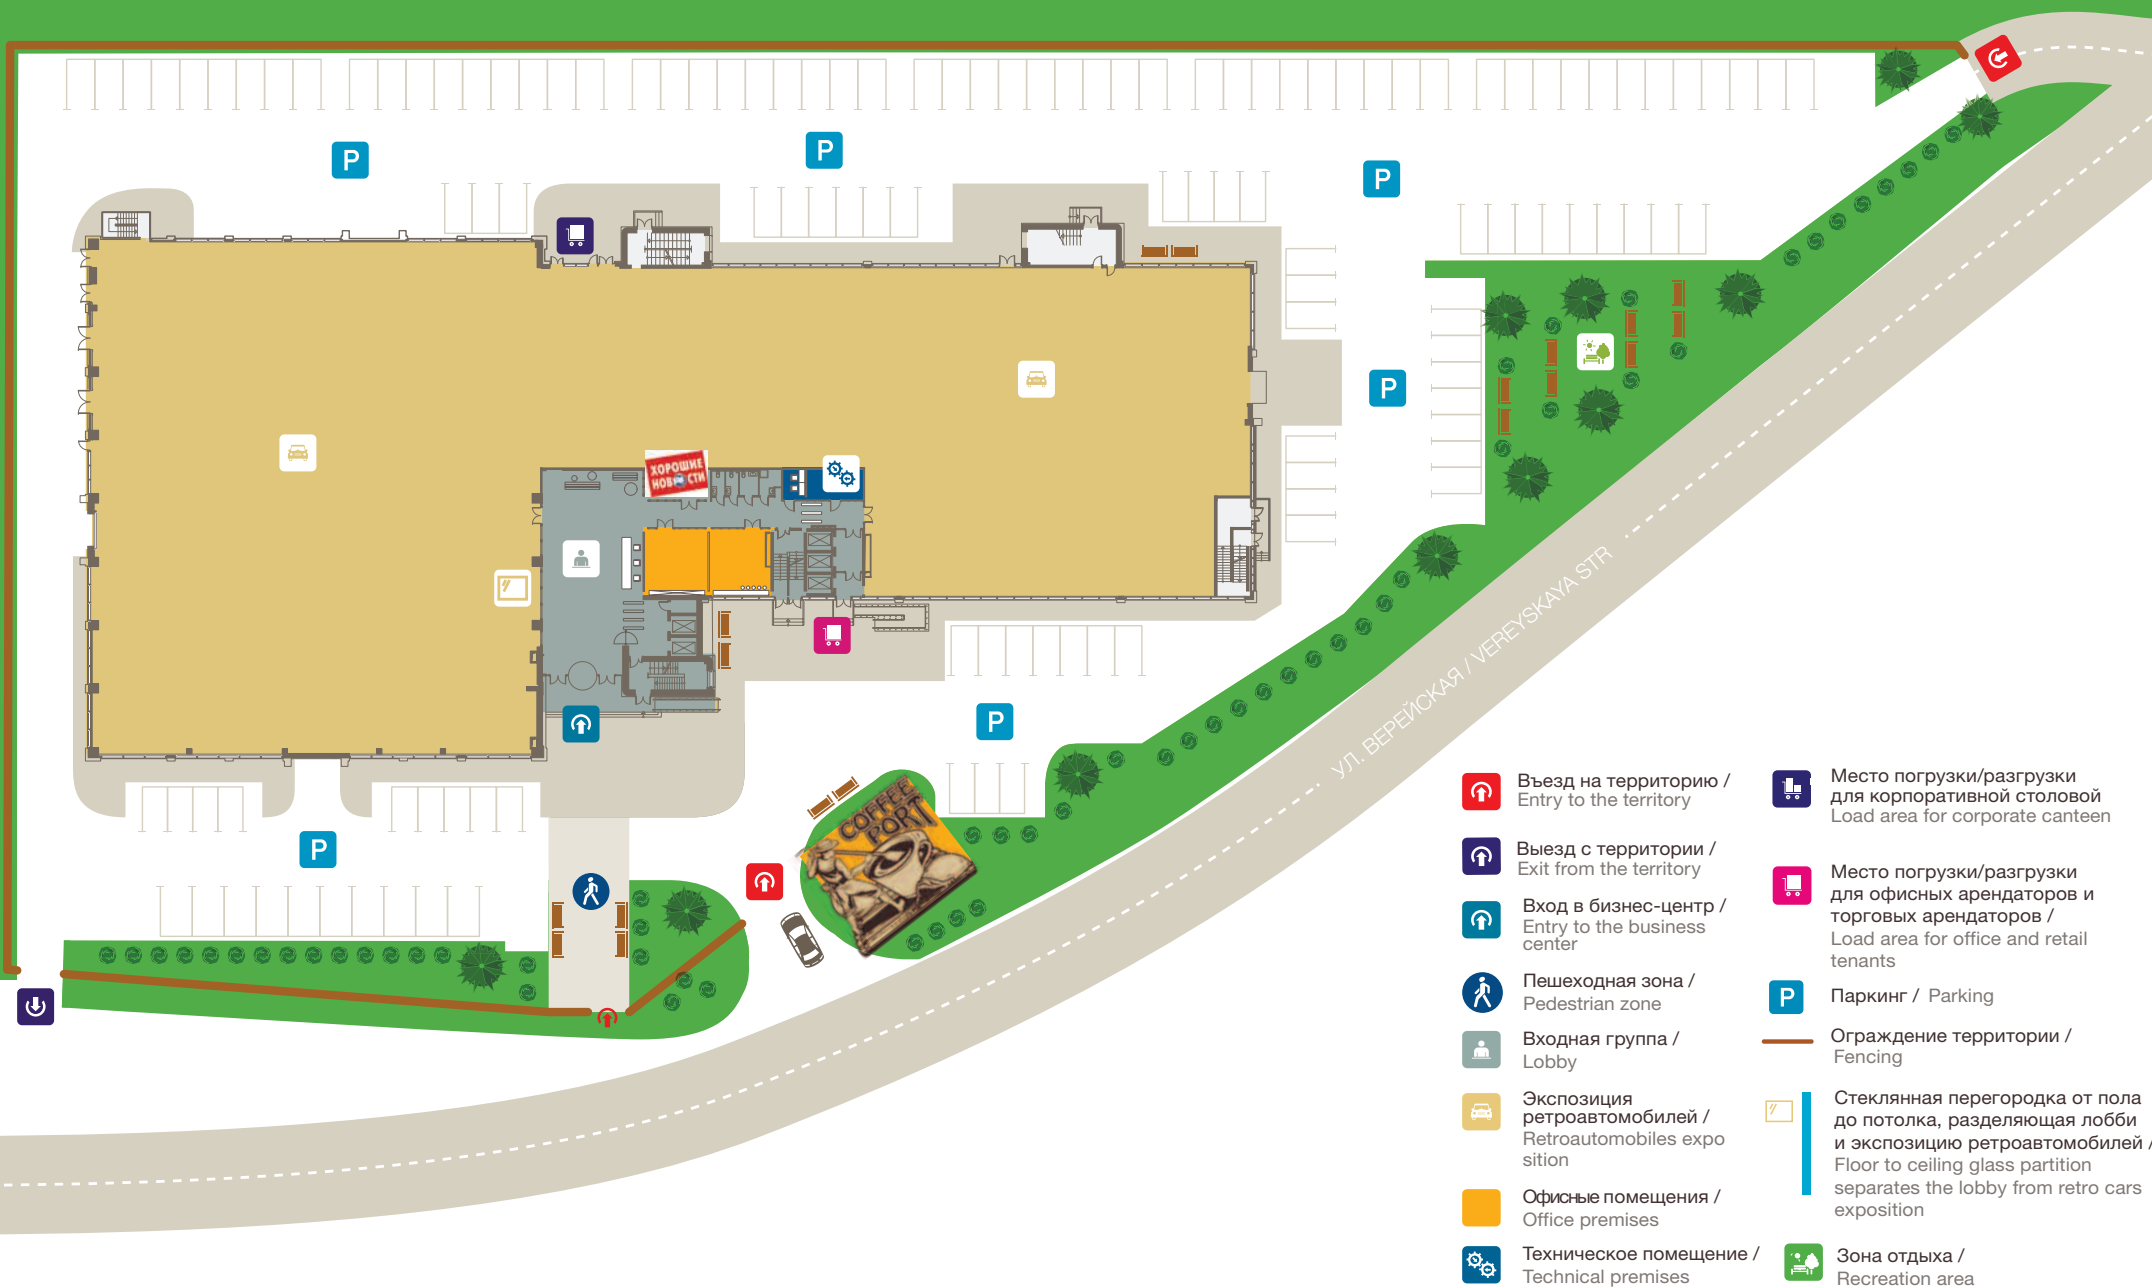 P
P
P
P
ХОРОШИЕ
НОВОСТИ
УЛ. ВЕРЕЙСКАЯ / VEREYSKAYA STR
P
P
COFFEE
PORT
Въезд на территорию /
Entry to the territory
Выезд с территории /
Exit from the territory
Вход в бизнес-центр /
Entry to the business
center
Пешеходная зона /
Pedestrian zone
Входная группа /
Lobby
Экспозиция
ретроавтомобилей /
Retroautomobiles expo
sition
Офисные помещения /
Office premises
Техническое помещение /
Technical premises
Место погрузки/разгрузки
для корпоративной столовой
Load area for corporate canteen
Место погрузки/разгрузки
для офисных арендаторов и
торговых арендаторов /
Load area for office and retail
tenants
P
Паркинг / Parking
Ограждение территории /
Fencing
Стеклянная перегородка от пола
до потолка, разделяющая лобби
и экспозицию ретроавтомобилей /
Floor to ceiling glass partition
separates the lobby from retro cars
exposition
Зона отдыха /
Recreation area